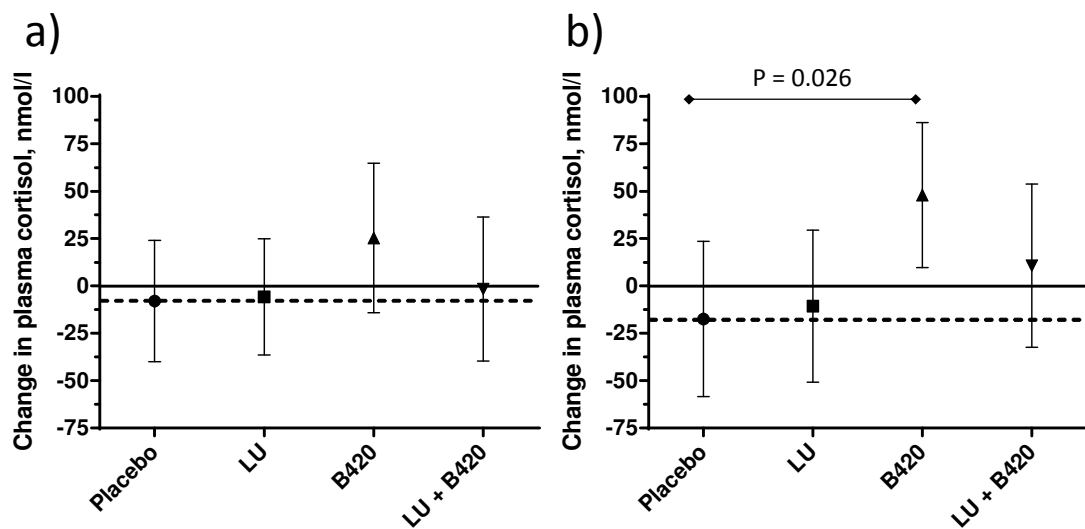 a)
Change in plasma cortisol, nmol/l
100
75
50
25
0
-25
-50
-75
Placebo
LU
B420
LU + B420
b)
P = 0.026
Change in plasma cortisol, nmol/l
100
75
50
25
0
-25
-50
-75
Placebo
LU
B420
LU + B420